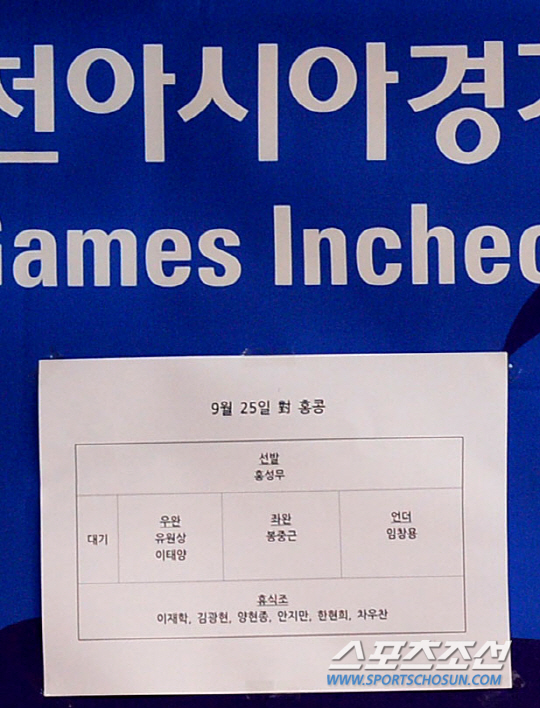 천아시아경기
Games Incheo
9월 25일 對 홍콩
선발
홍성무
대기
우완
유원상
이태양
좌완
봉중근
언더
임창용
휴식조
이재학, 김광현, 양현종, 안지만, 한현희, 차우찬
스포츠조선
www.SPORTSCHOSUN.com